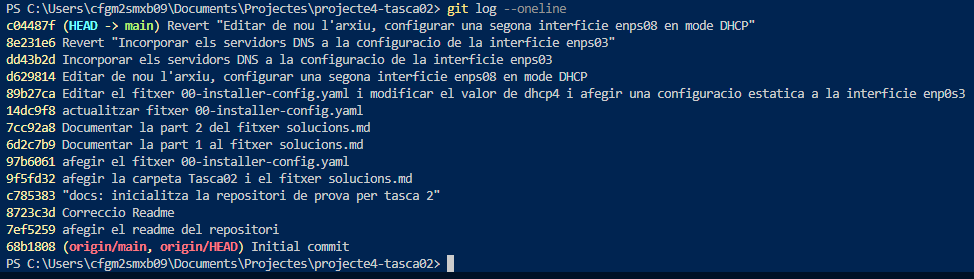 PS C:\Users\cfgm2smxb09\Documents\Projectes\projecte4-tasca02> git log --oneline
c04487f (HEAD -> main) Revert "Editar de nou l'arxiu, configurar una segona interficie enps08 en mode DHCP"
8e231e6 Revert "Incorporar els servidors DNS a la configuracio de la interficie enps03"
dd43b2d Incorporar els servidors DNS a la configuracio de la interficie enps03
d629814 Editar de nou l'arxiu, configurar una segona interficie enps08 en mode DHCP
89b27ca Editar el fitxer 00-installer-config.yaml i modificar el valor de dhcp4 i afegir una configuracio estatica a la interficie enp0s3
14dc9f8 actualitzar fitxer 00-installer-config.yaml
7cc92a8 Documentar la part 2 del fitxer solucions.md
6d2c7b9 Documentar la part 1 al fitxer solucions.md
97b6061 afegir el fitxer 00-installer-config.yaml
9f5fd32 afegir la carpeta Tasca02 i el fitxer solucions.md
c785383 "docs: inicialitza la repositori de prova per tasca 2"
8723c3d Correccio Readme
7ef5259 afegir el readme del repositori
68b1808 (origin/main, origin/HEAD) Initial commit
PS C:\Users\cfgm2smxb09\Documents\Projectes\projecte4-tasca02>